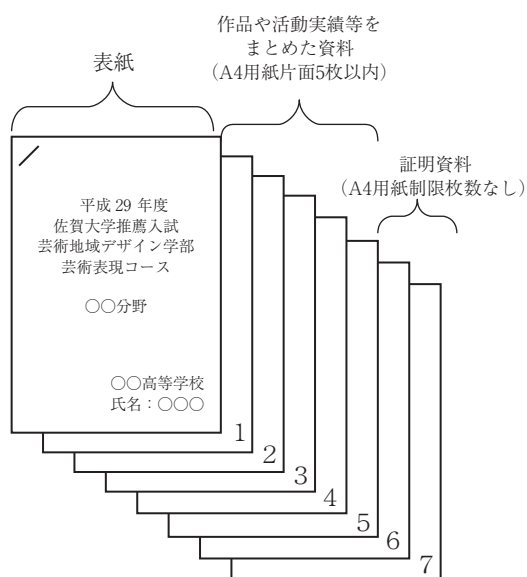 表紙
作品や活動実績等を
まとめた資料
(A4用紙片面5枚以内)
証明資料
(A4用紙制限枚数なし)
平成 29 年度
佐賀大学推薦入試
芸術地域デザイン学部
芸術表現コース
○○分野
○○高等学校
氏名：○○○
1
2
3
4
5
6
7